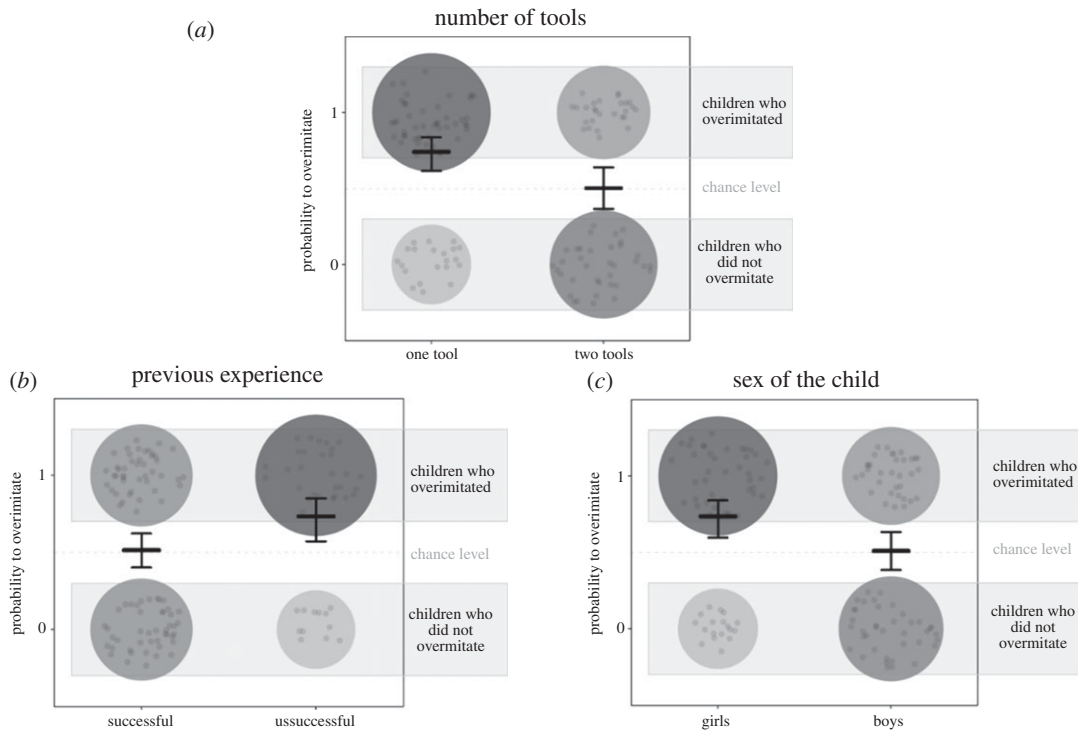 (a)
number of tools
probability to overimitate
1
0
children who
overimitated
chance level
children who
did not
overmitate
one tool
two tools
(b)
previous experience
probability to overimitate
1
0
children who
overimitated
chance level
children who
did not
overmitate
successful
ussuccessful
(c)
sex of the child
probability to overimitate
1
0
children who
overimitated
chance level
children who
did not
overmitate
girls
boys